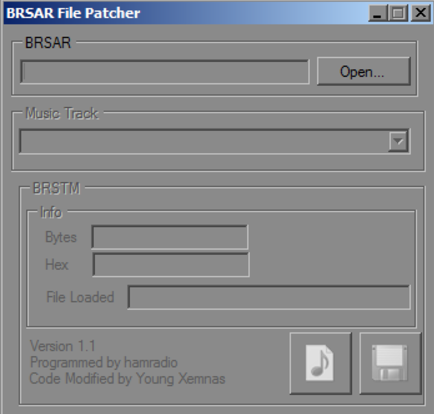 BRSAR File Patcher
BRSAR
Open...
Music Track
BRSTM
Info
Bytes
Hex
File Loaded
Version 1.1
Programmed by hamradio
Code Modified by Young Xemnas